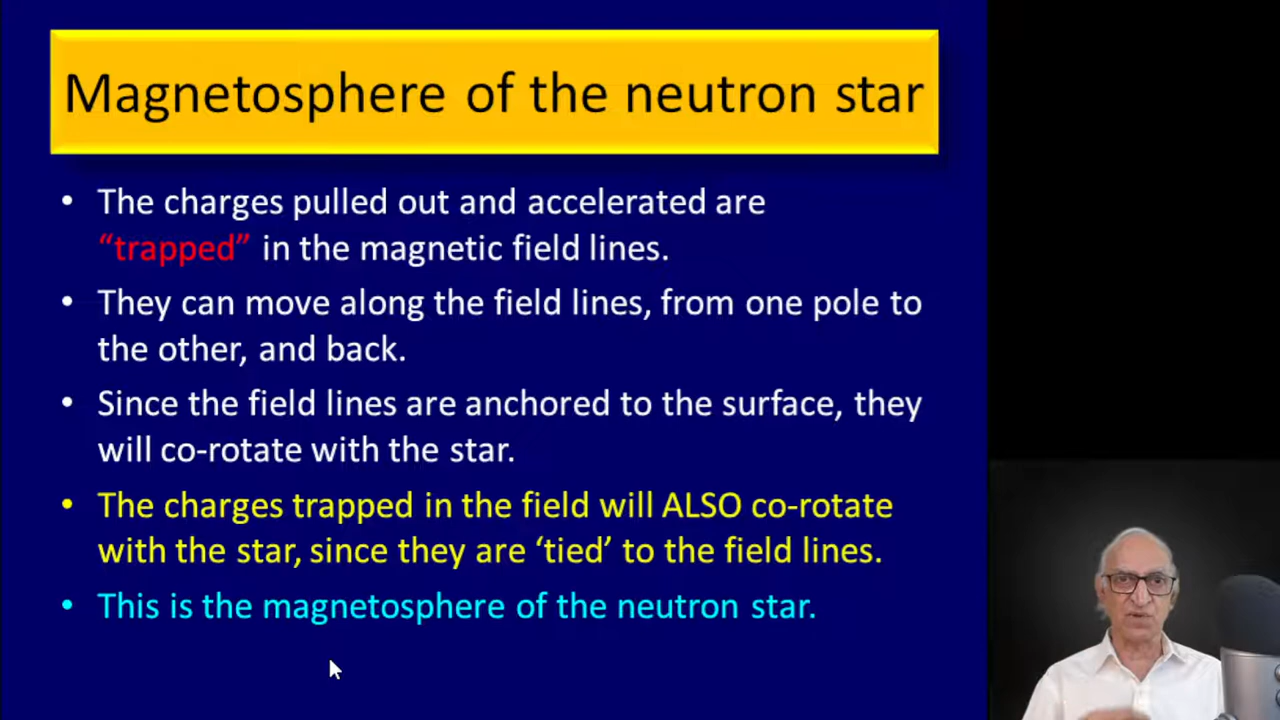 Magnetosphere of the neutron star
• The charges pulled out and accelerated are
“trapped” in the magnetic field lines.
• They can move along the field lines, from one pole to
the other, and back.
• Since the field lines are anchored to the surface, they
will co-rotate with the star.
• The charges trapped in the field will ALSO co-rotate
with the star, since they are ‘tied’ to the field lines.
• This is the magnetosphere of the neutron star.